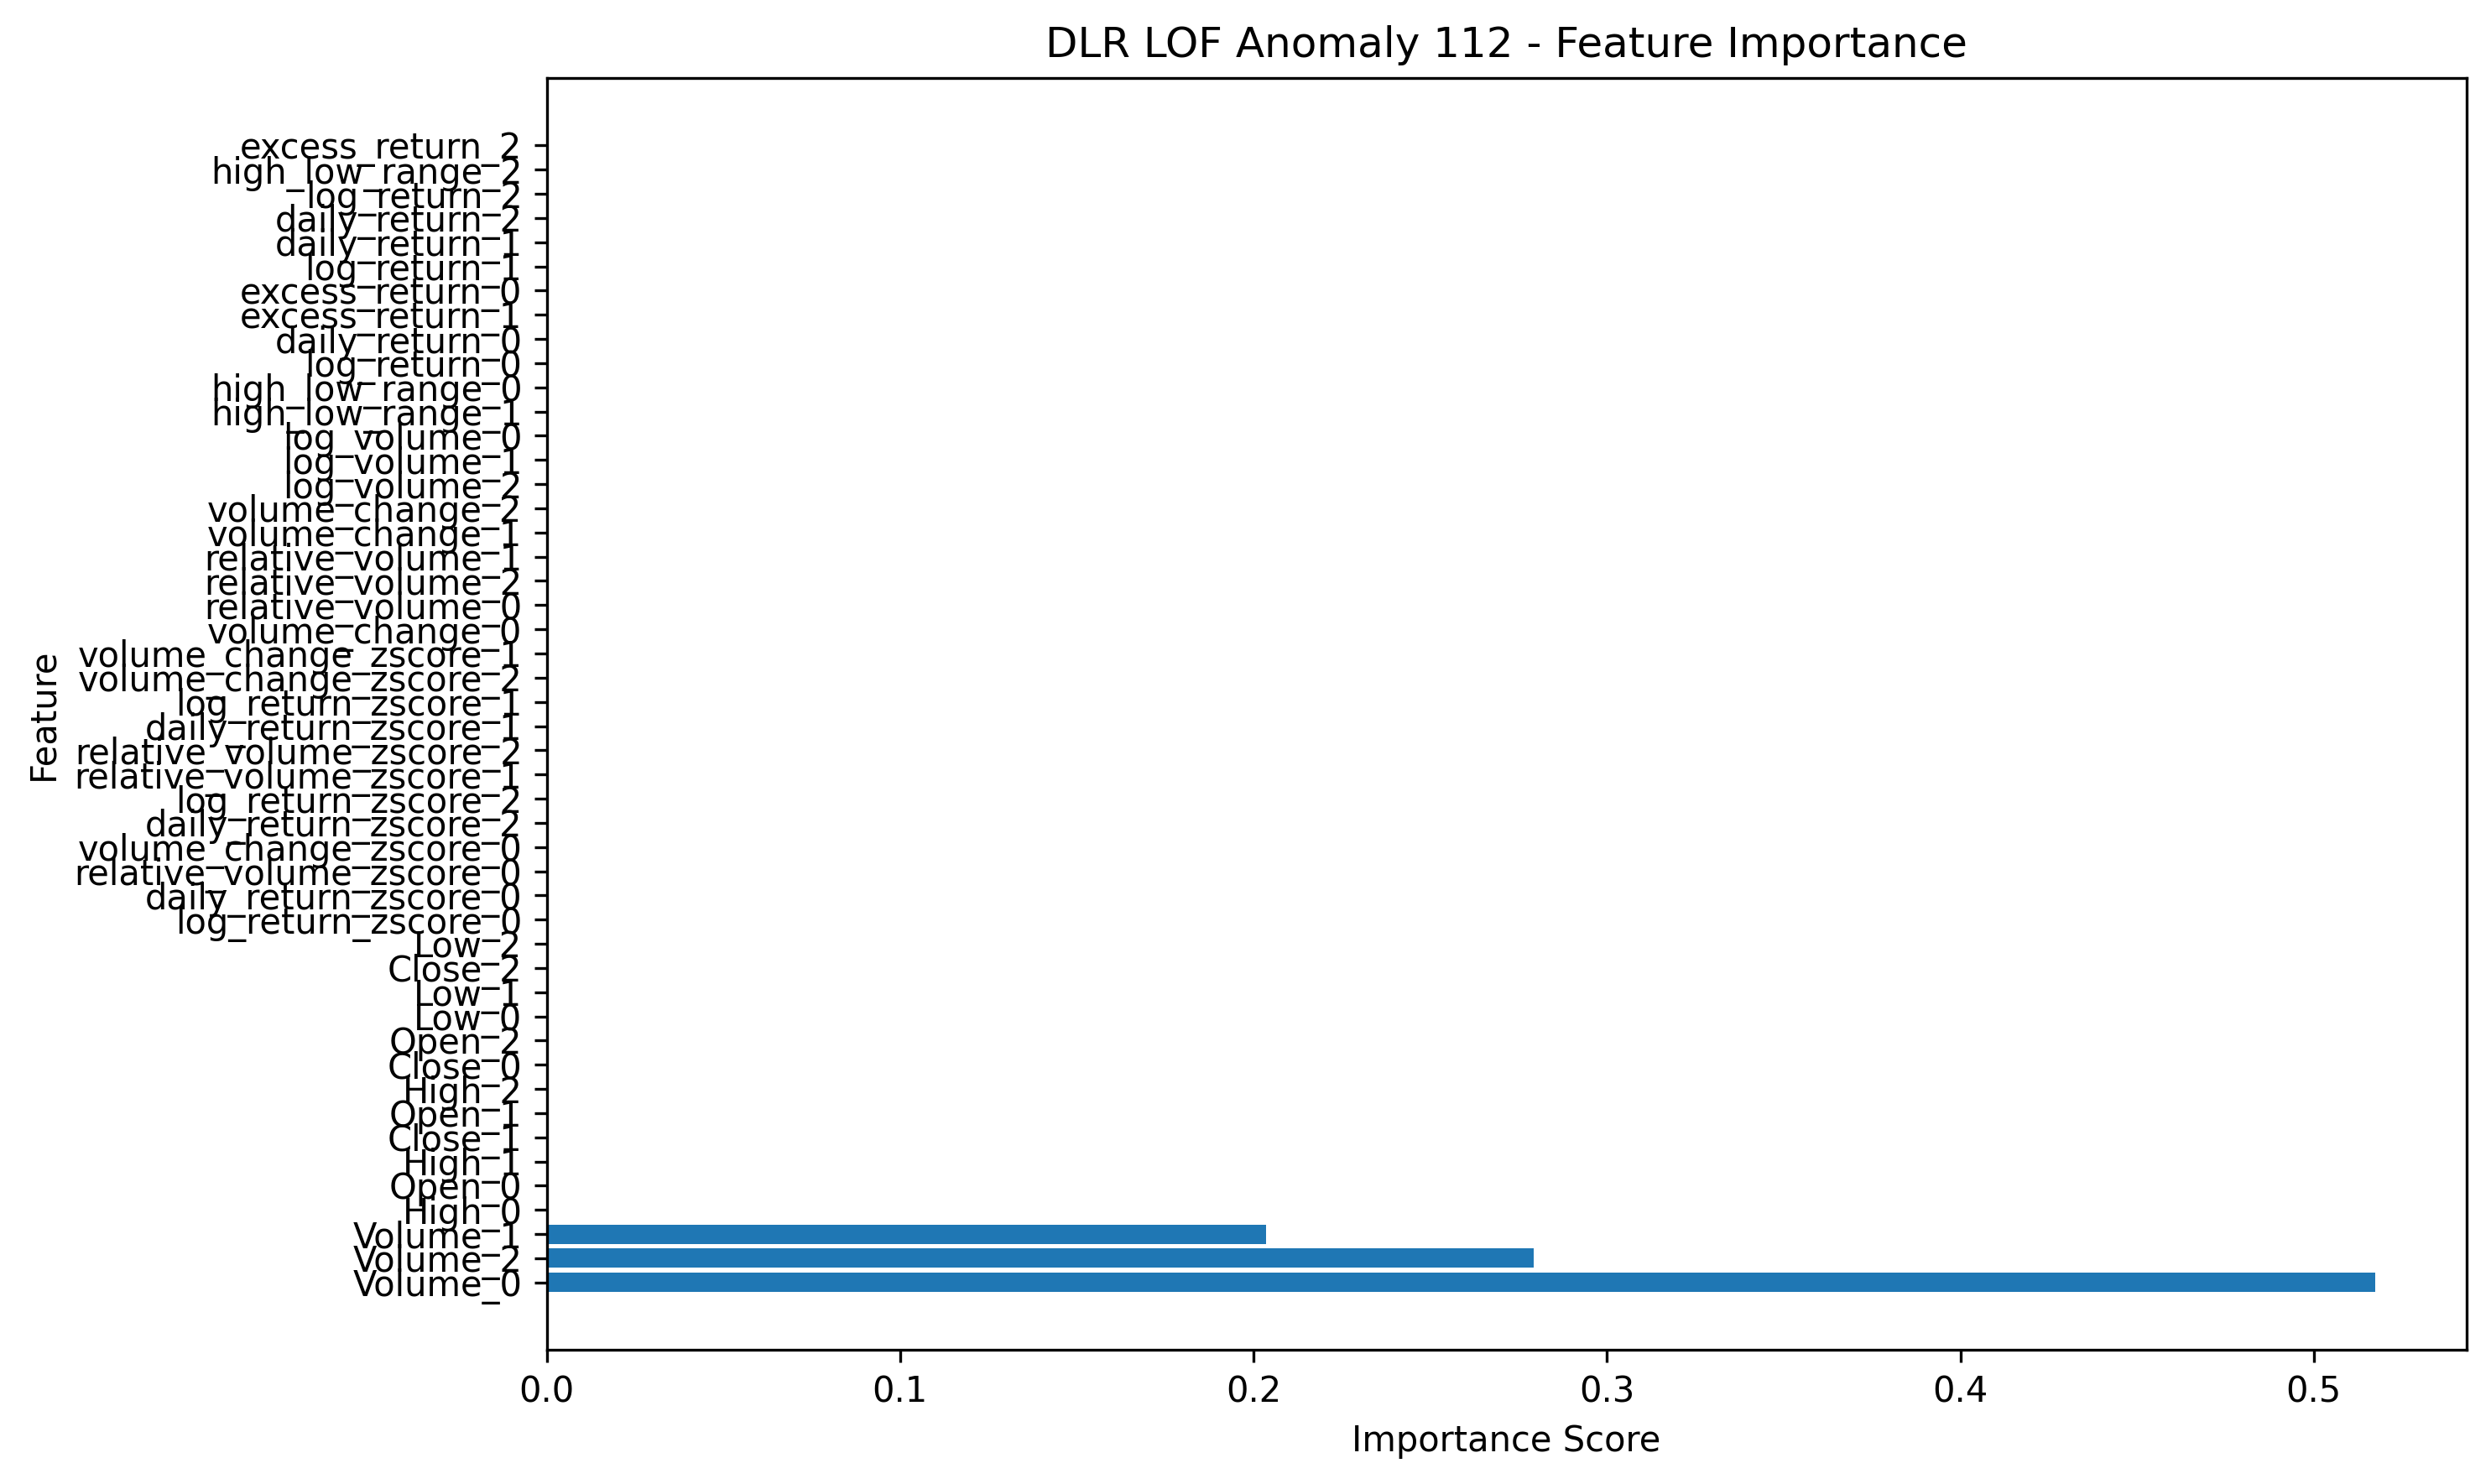 DLR LOF Anomaly 112 - Feature Importance
excess_return_2
high_low_range_2
log_return_2
daily_return_2
daily_return_1
log_return_1
excess_return_0
excess_return_1
daily_return_0
log_return_0
high_low_range_0
high_low_range_1
log_volume_0
log_volume_1
log_volume_2
volume_change_2
volume_change_1
relative_volume_1
relative_volume_2
relative_volume_0
volume_change_0
volume_change_zscore_1
volume_change_zscore_2
log_return_zscore_1
daily_return_zscore_1
relative_volume_zscore_2
relative_volume_zscore_1
log_return_zscore_2
daily_return_zscore_2
volume_change_zscore_0
relative_volume_zscore_0
daily_return_zscore_0
log_return_zscore_0
Low_2
Close_2
Low_1
Low_0
Open_2
Close_0
High_2
Open_1
Close_1
High_1
Open_0
High_0
Volume_1
Volume_2
Volume_0
Feature
0.0 0.1 0.2 0.3 0.4 0.5
Importance Score